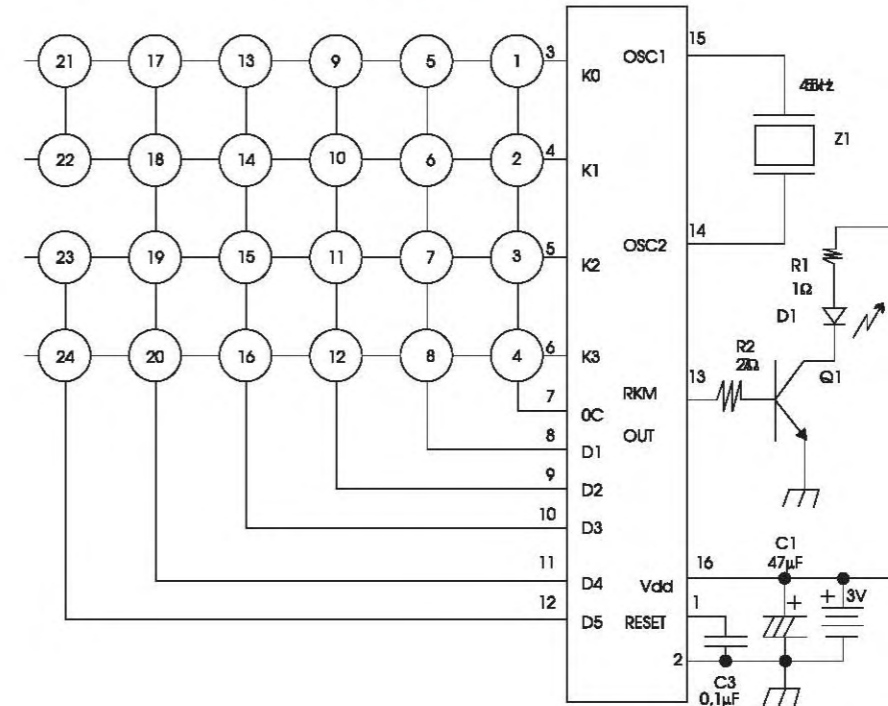 15
21 17 13 9 5 1 3 K0 OSC1
Z1
22 18 14 10 6 2 4 K1
14
23 19 15 11 7 3 5 K2 OSC2
R1
1Ω
D1
24 20 16 12 8 4 6 K3
R2
13
Q1
7 0C RKM
8 D1 OUT
9 D2
10 D3
C1
47µF
11 D4 Vdd 16
+ + 3V
12 D5 RESET 1
2
C3
0,1µF